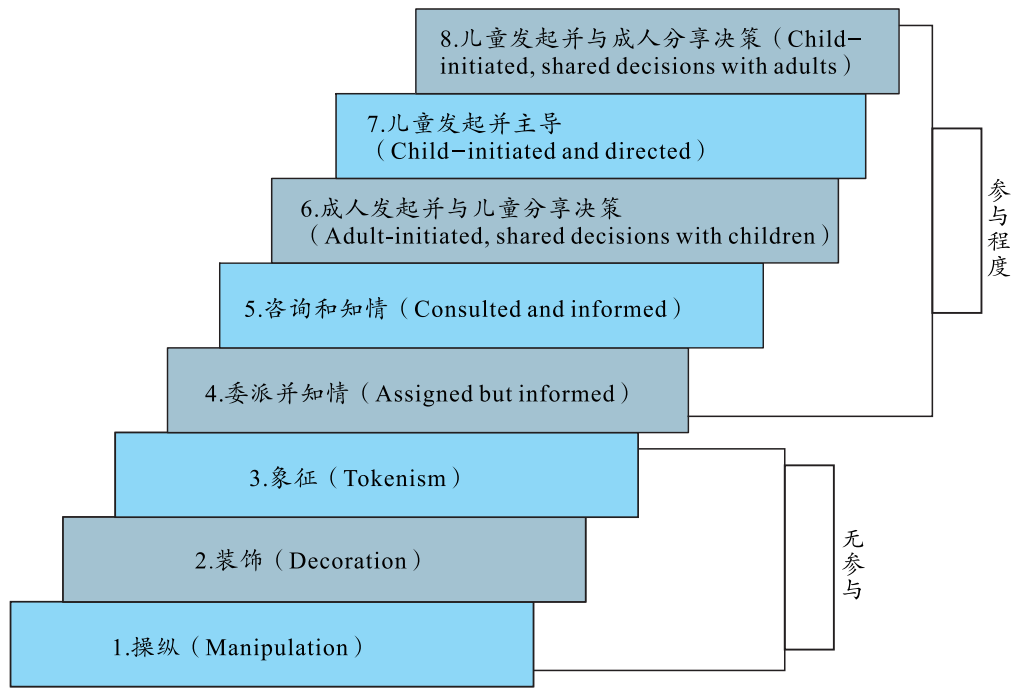 8.儿童发起并与成人分享决策（Child-
initiated, shared decisions with adults）
7.儿童发起并主导
（Child-initiated and directed）
6.成人发起并与儿童分享决策
（Adult-initiated, shared decisions with children）
5.咨询和知情（Consulted and informed）
4.委派并知情（Assigned but informed）
3.象征（Tokenism）
2.装饰（Decoration）
1.操纵（Manipulation）
参与程度
无参与